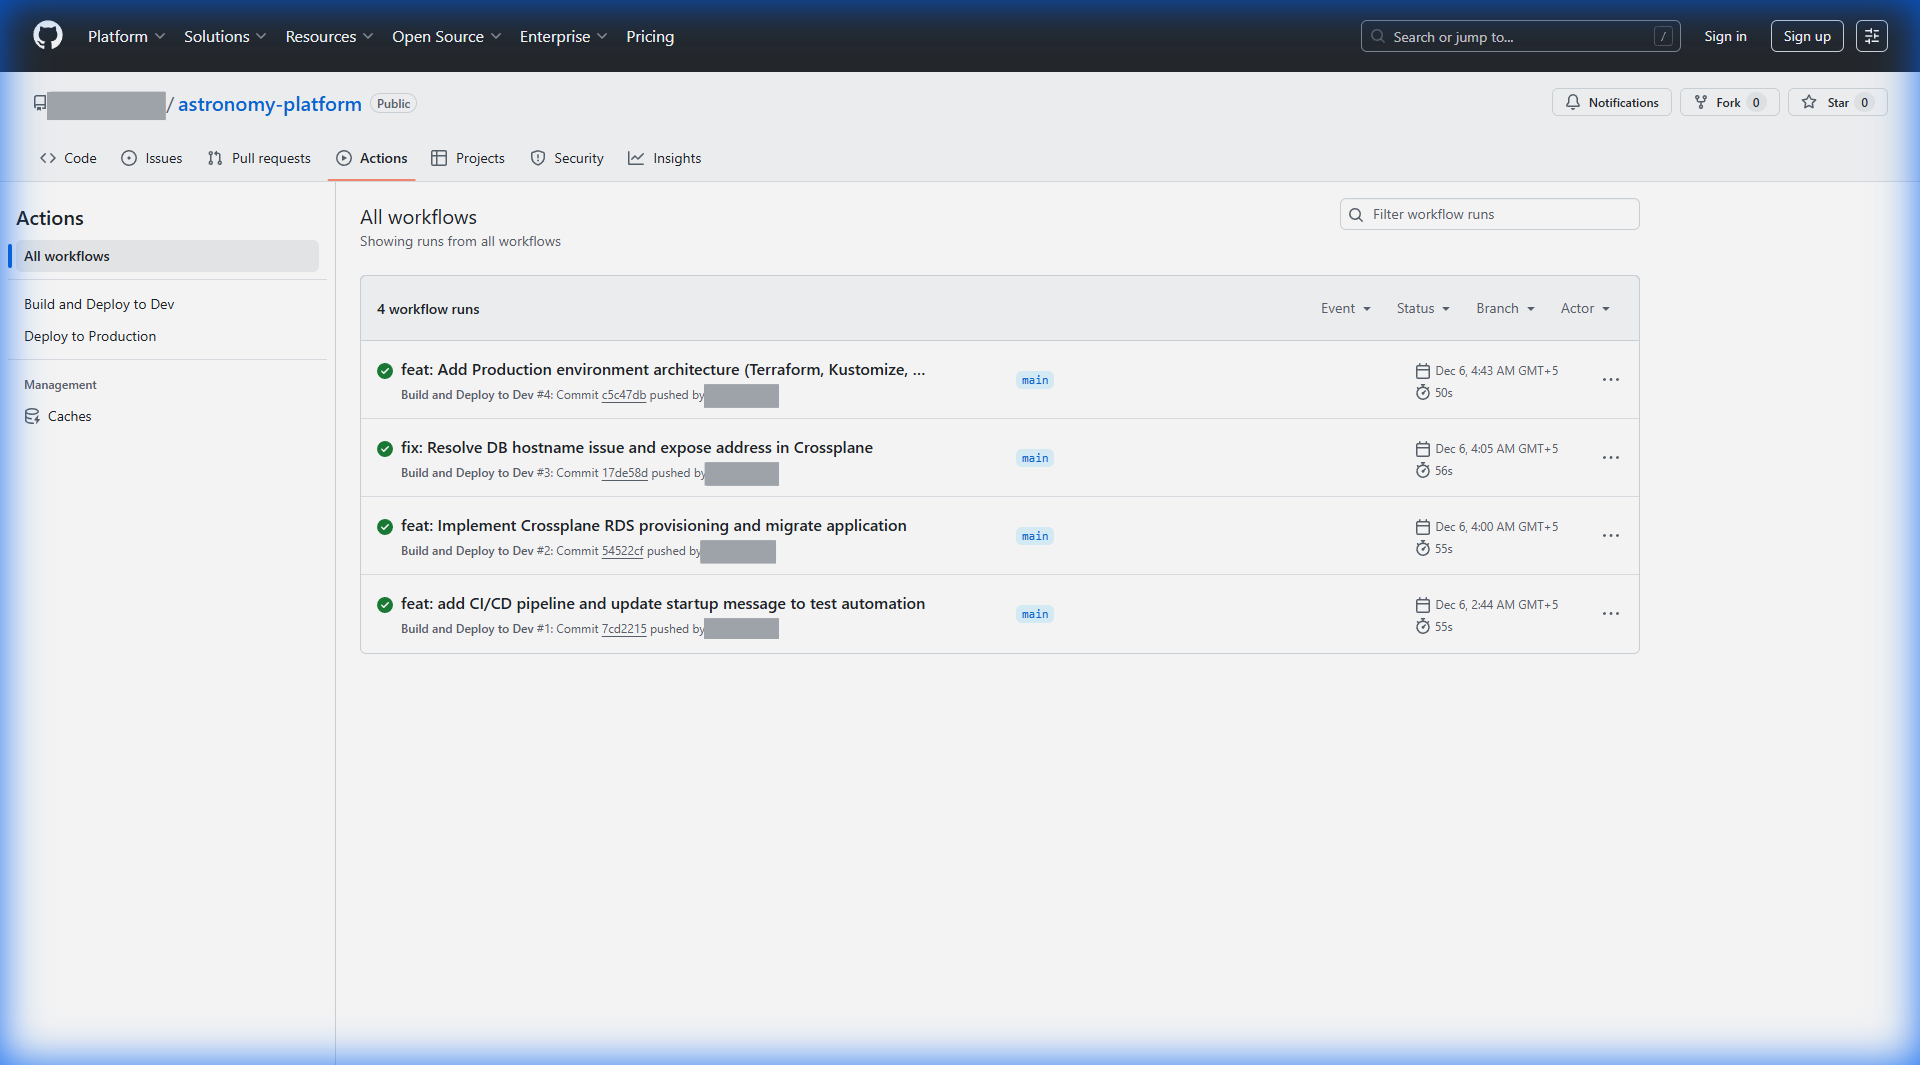 Platform Solutions Resources Open Source Enterprise Pricing Search or jump to... / Sign in Sign up
/ astronomy-platform Public Notifications Fork 0 Star 0
Code Issues Pull requests Actions Projects Security Insights
Actions
All workflows
Build and Deploy to Dev
Deploy to Production
Management
Caches
All workflows
Showing runs from all workflows
Filter workflow runs
4 workflow runs Event Status Branch Actor
feat: Add Production environment architecture (Terraform, Kustomize, ...
Build and Deploy to Dev #4: Commit c5c47db pushed by
main
Dec 6, 4:43 AM GMT+5
50s
fix: Resolve DB hostname issue and expose address in Crossplane
Build and Deploy to Dev #3: Commit 17de58d pushed by
main
Dec 6, 4:05 AM GMT+5
56s
feat: Implement Crossplane RDS provisioning and migrate application
Build and Deploy to Dev #2: Commit 54522cf pushed by
main
Dec 6, 4:00 AM GMT+5
55s
feat: add CI/CD pipeline and update startup message to test automation
Build and Deploy to Dev #1: Commit 7cd2215 pushed by
main
Dec 6, 2:44 AM GMT+5
55s